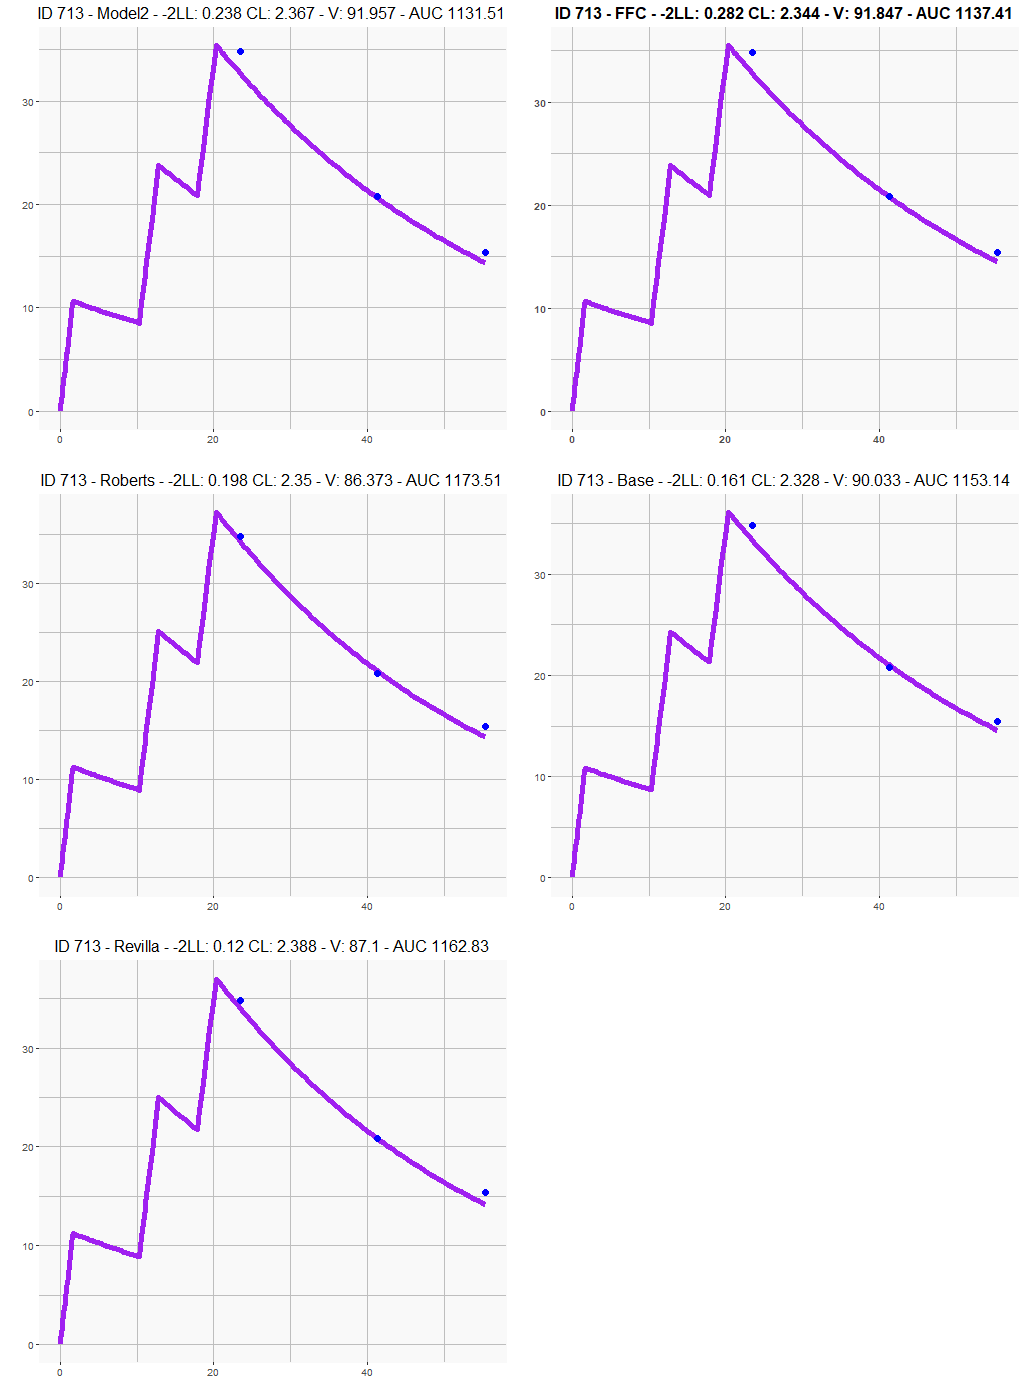 ID 713 - Model2 - -2LL: 0.238 CL: 2.367 - V: 91.957 - AUC 1131.51
30
20
10
0
0 20 40
ID 713 - FFC - -2LL: 0.282 CL: 2.344 - V: 91.847 - AUC 1137.41
30
20
10
0
0 20 40
ID 713 - Roberts - -2LL: 0.198 CL: 2.35 - V: 86.373 - AUC 1173.51
30
20
10
0
0 20 40
ID 713 - Base - -2LL: 0.161 CL: 2.328 - V: 90.033 - AUC 1153.14
30
20
10
0
0 20 40
ID 713 - Revilla - -2LL: 0.12 CL: 2.388 - V: 87.1 - AUC 1162.83
30
20
10
0
0 20 40